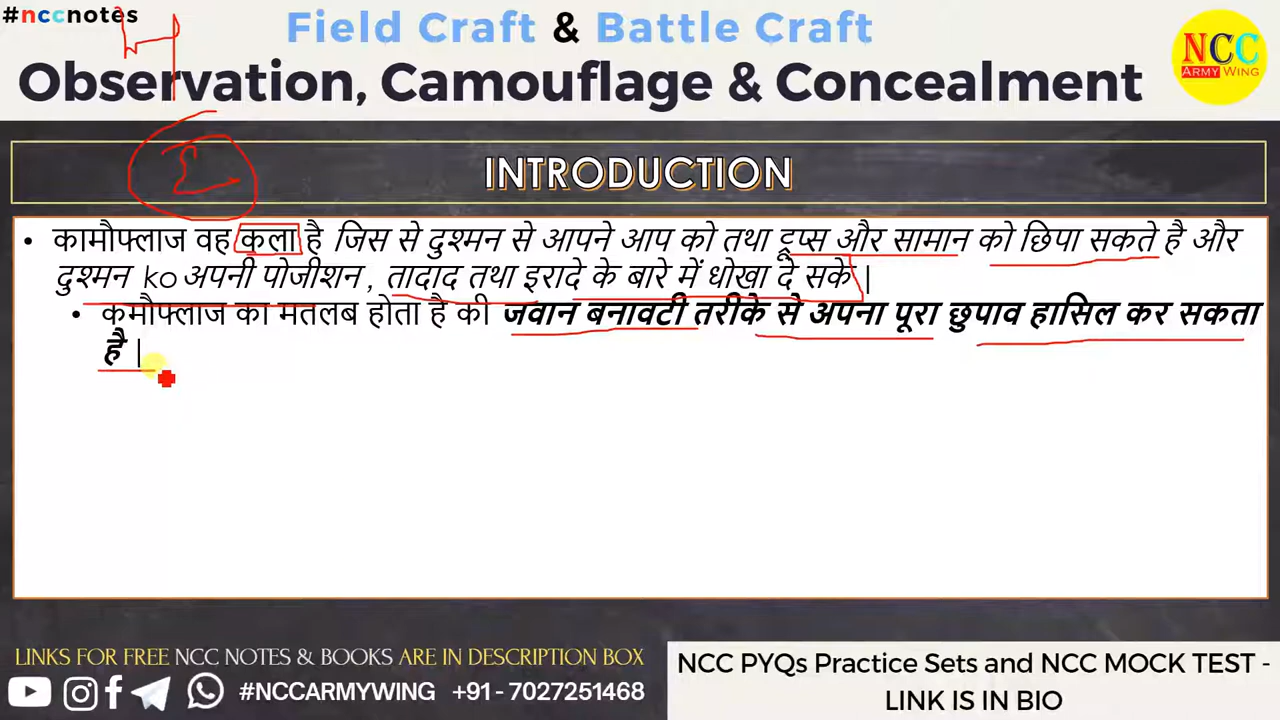 #nccnotes
Field Craft & Battle Craft
Observation, Camouflage & Concealment
NCC
ARMY WING
INTRODUCTION
• कामौफ्लाज वह कला है जिस से दुश्मन से आपने आप को तथा ट्रूप्स और सामान को छिपा सकते है और
दुश्मन ko अपनी पोजीशन , तादाद तथा इरादे के बारे में धोखा दे सके |
• कमौफ्लाज का मतलब होता है की जवान बनावटी तरीके से अपना पूरा छुपाव हासिल कर सकता
है |
LINKS FOR FREE NCC NOTES & BOOKS ARE IN DESCRIPTION BOX
#NCCARMYWING +91 - 7027251468
NCC PYQs Practice Sets and NCC MOCK TEST -
LINK IS IN BIO